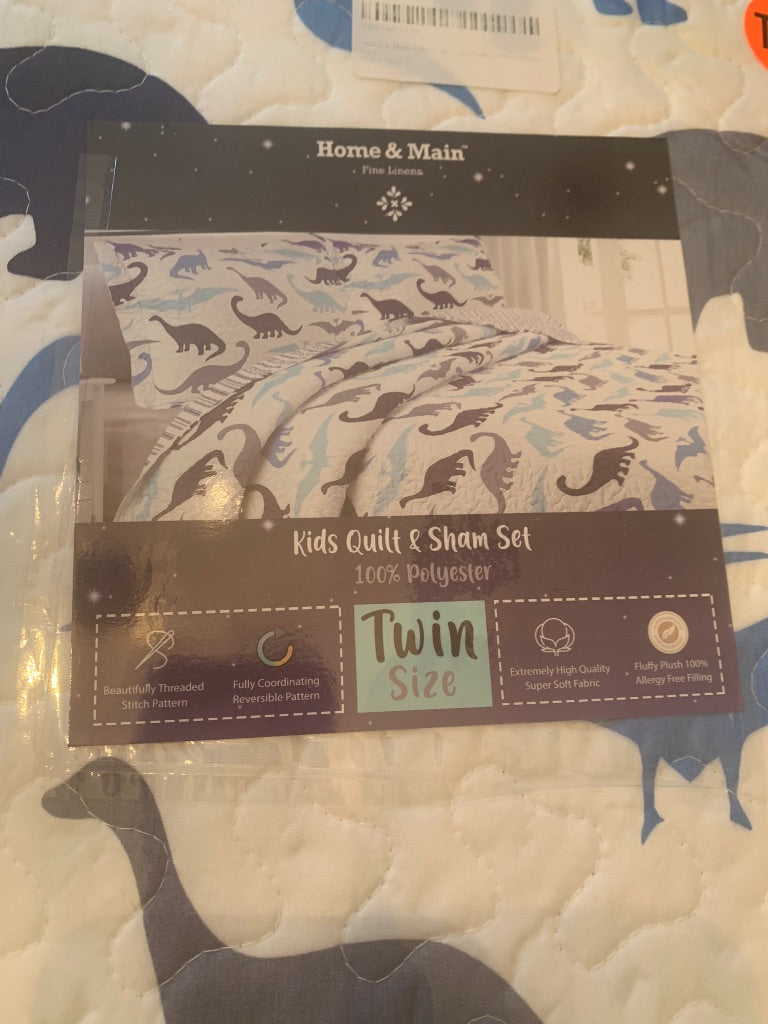 T
Home & Main™
Fine Linens
Kids Quilt & Sham Set
100% Polyester
Beautifully Threaded
Stitch Pattern
Fully Coordinating
Reversible Pattern
Twin
Size
Extremely High Quality
Super Soft Fabric
Fluffy Plush 100%
Allergy Free Filling